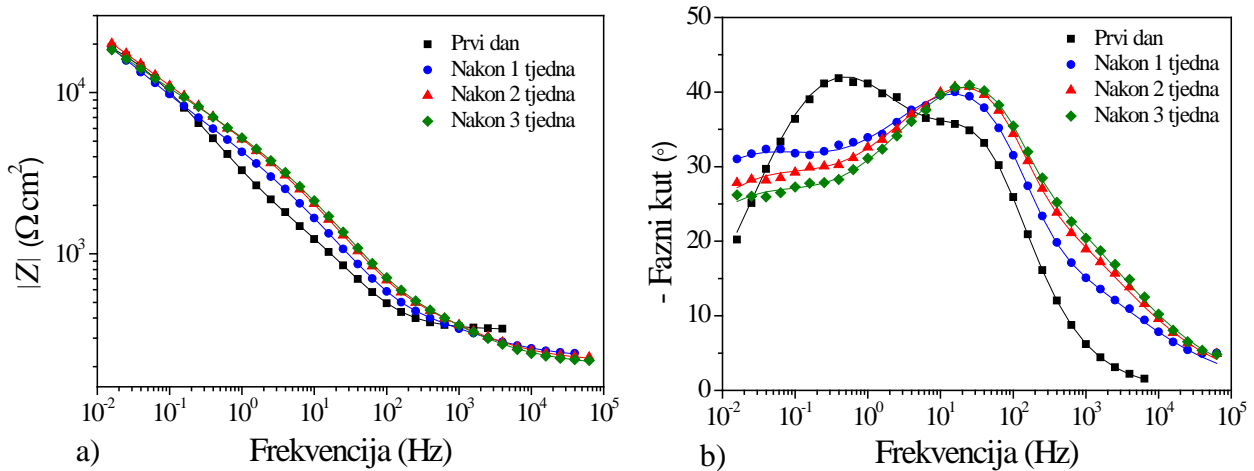 10⁴
10³
|Z| (Ω cm²)
Prvi dan
Nakon 1 tjedna
Nakon 2 tjedna
Nakon 3 tjedna
10⁻² 10⁻¹ 10⁰ 10¹ 10² 10³ 10⁴ 10⁵
Frekvencija (Hz)
a)
50
40
30
20
10
0
- Fazni kut (°)
Prvi dan
Nakon 1 tjedna
Nakon 2 tjedna
Nakon 3 tjedna
10⁻² 10⁻¹ 10⁰ 10¹ 10² 10³ 10⁴ 10⁵
Frekvencija (Hz)
b)